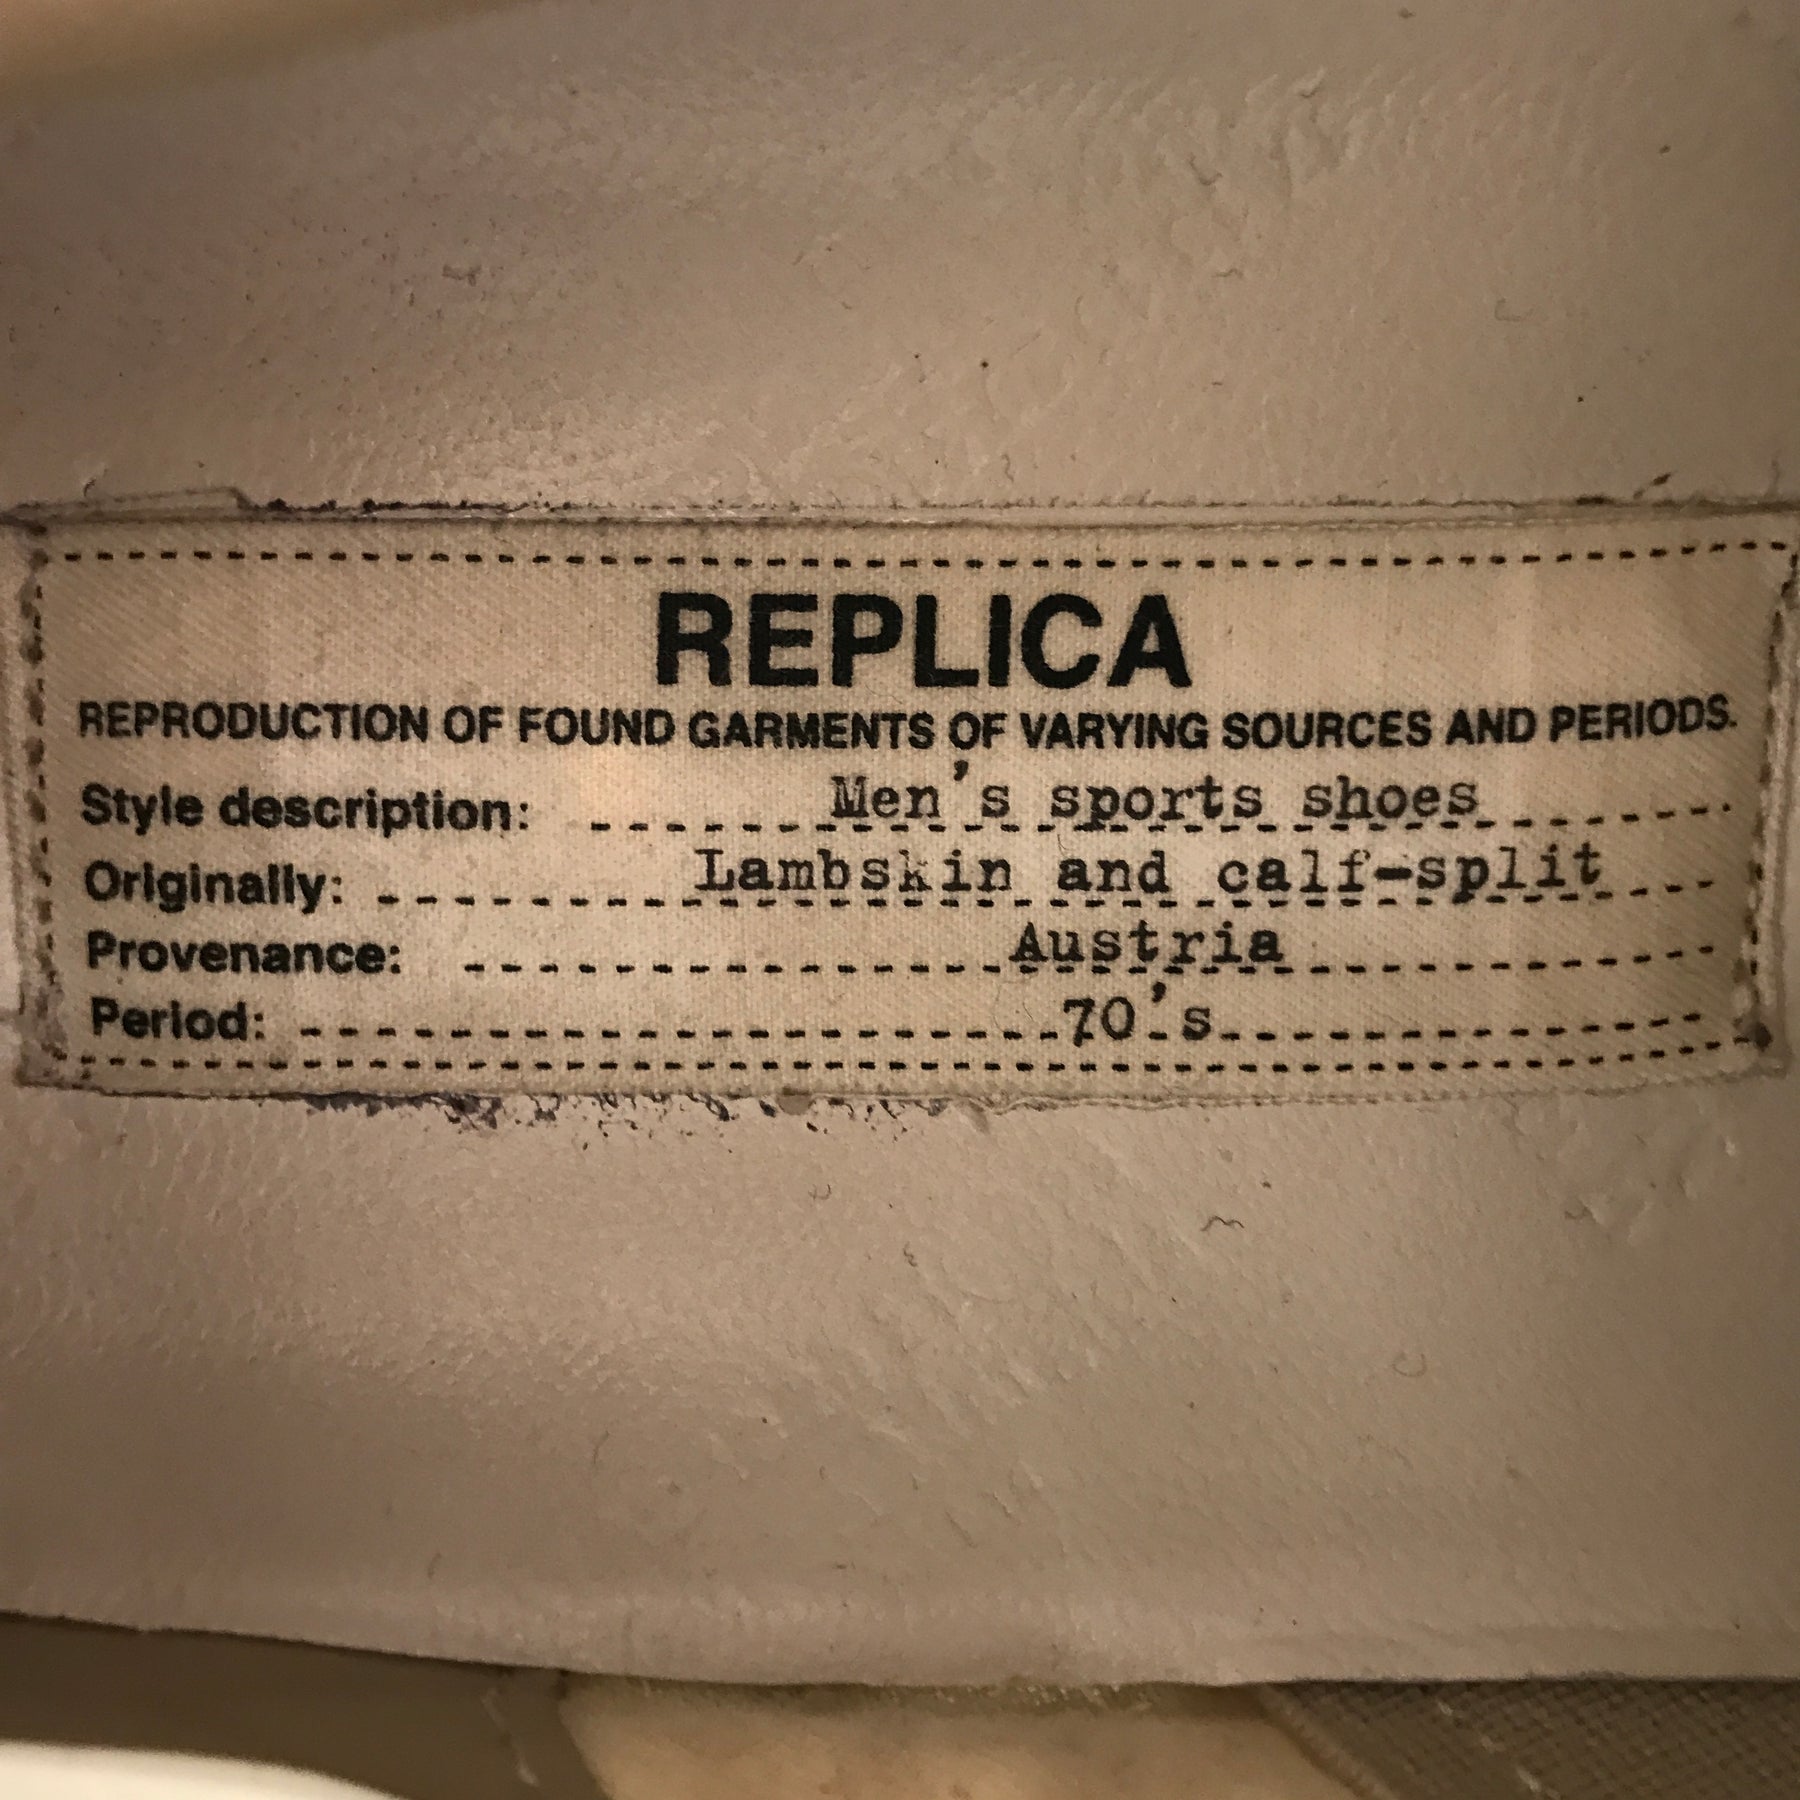 REPLICA
REPRODUCTION OF FOUND GARMENTS OF VARYING SOURCES AND PERIODS.
Style description: Men's sports shoes
Originally: Lambskin and calf-split
Provenance: Austria
Period: 70's